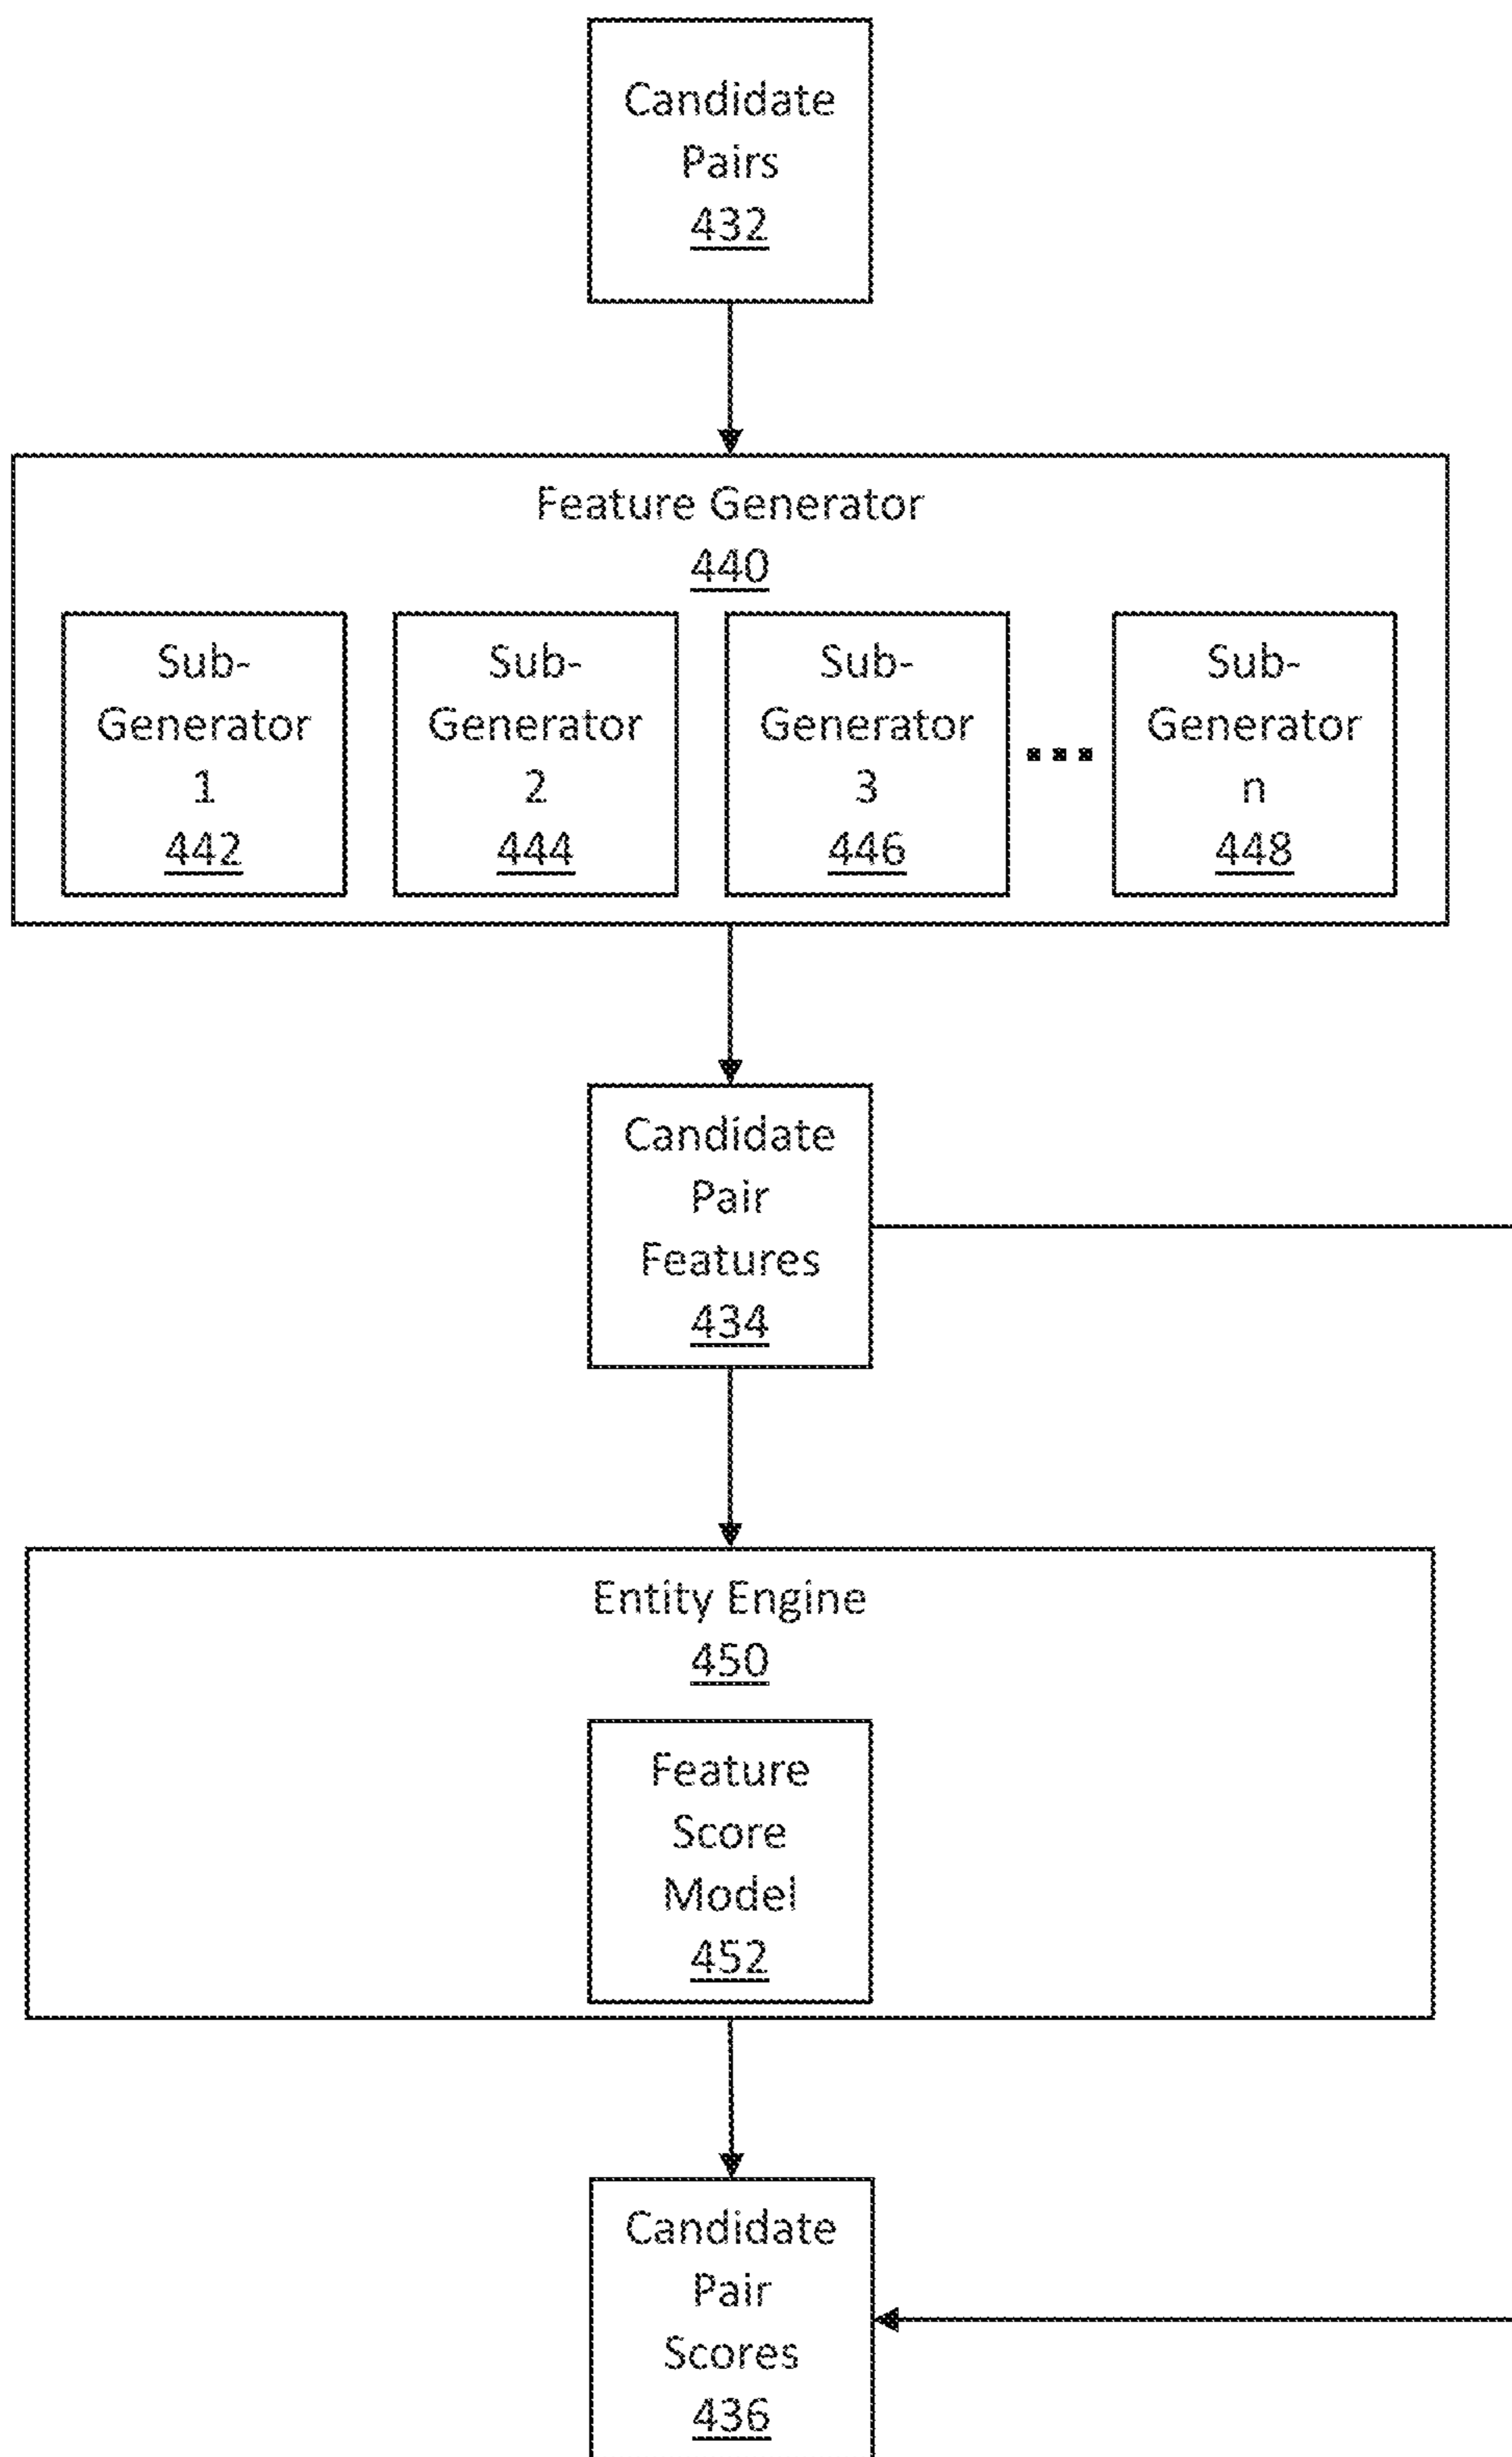 Candidate
Pairs
432
Feature Generator
440
Sub-
Generator
1
442
Sub-
Generator
2
444
Sub-
Generator
3
446
...
Sub-
Generator
n
448
Candidate
Pair
Features
434
Entity Engine
450
Feature
Score
Model
452
Candidate
Pair
Scores
436